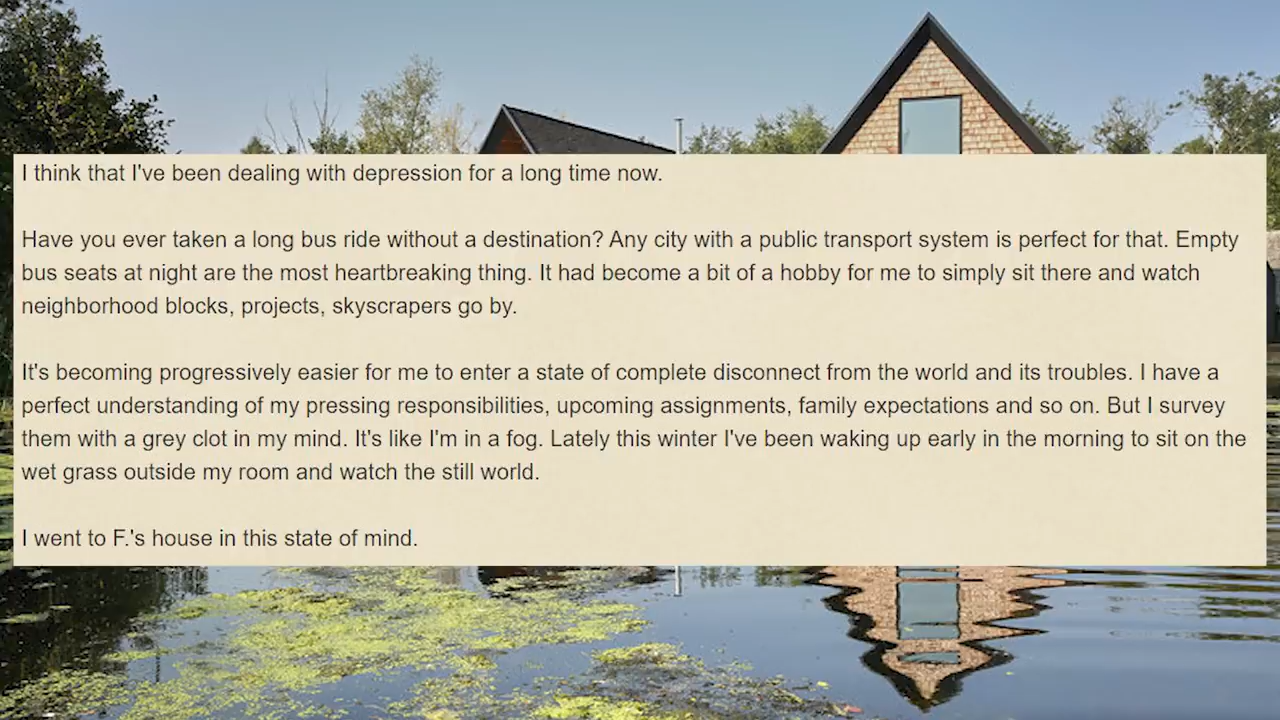 I think that I've been dealing with depression for a long time now.
Have you ever taken a long bus ride without a destination? Any city with a public transport system is perfect for that. Empty
bus seats at night are the most heartbreaking thing. It had become a bit of a hobby for me to simply sit there and watch
neighborhood blocks, projects, skyscrapers go by.
It's becoming progressively easier for me to enter a state of complete disconnect from the world and its troubles. I have a
perfect understanding of my pressing responsibilities, upcoming assignments, family expectations and so on. But I survey
them with a grey clot in my mind. It's like I'm in a fog. Lately this winter I've been waking up early in the morning to sit on the
wet grass outside my room and watch the still world.
I went to F.'s house in this state of mind.